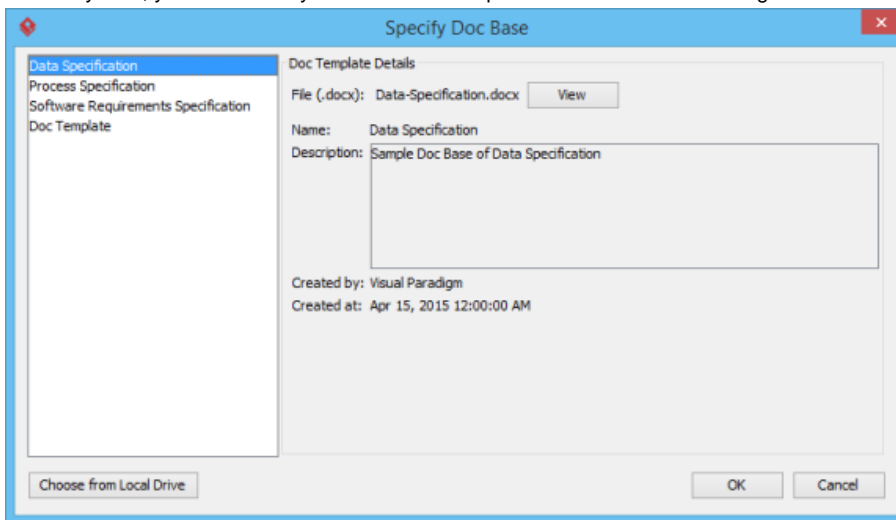 Specify Doc Base
Data Specification
Process Specification
Software Requirements Specification
Doc Template
Doc Template Details
File (.docx): Data-Specification.docx View
Name: Data Specification
Description: Sample Doc Base of Data Specification
Created by: Visual Paradigm
Created at: Apr 15, 2015 12:00:00 AM
Choose from Local Drive
OK Cancel